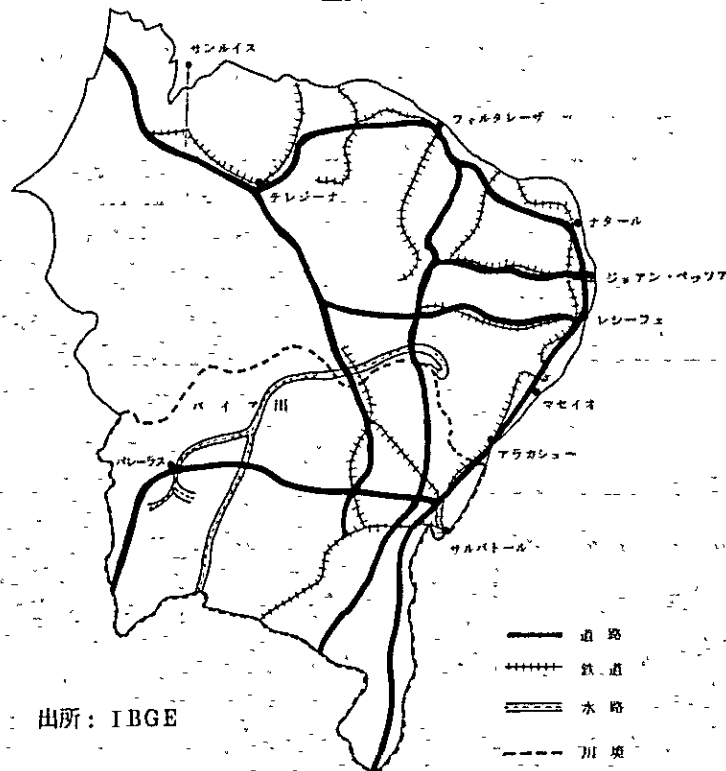 サンルイス
フォルタレーザ
テレジーナ
ナタール
ジョアン・ペッソア
レシーフェ
マセイオ
バイア州
バレーラス
アラカジュー
サルバトール
道路
鉄道
水路
州境
出所：IBGE